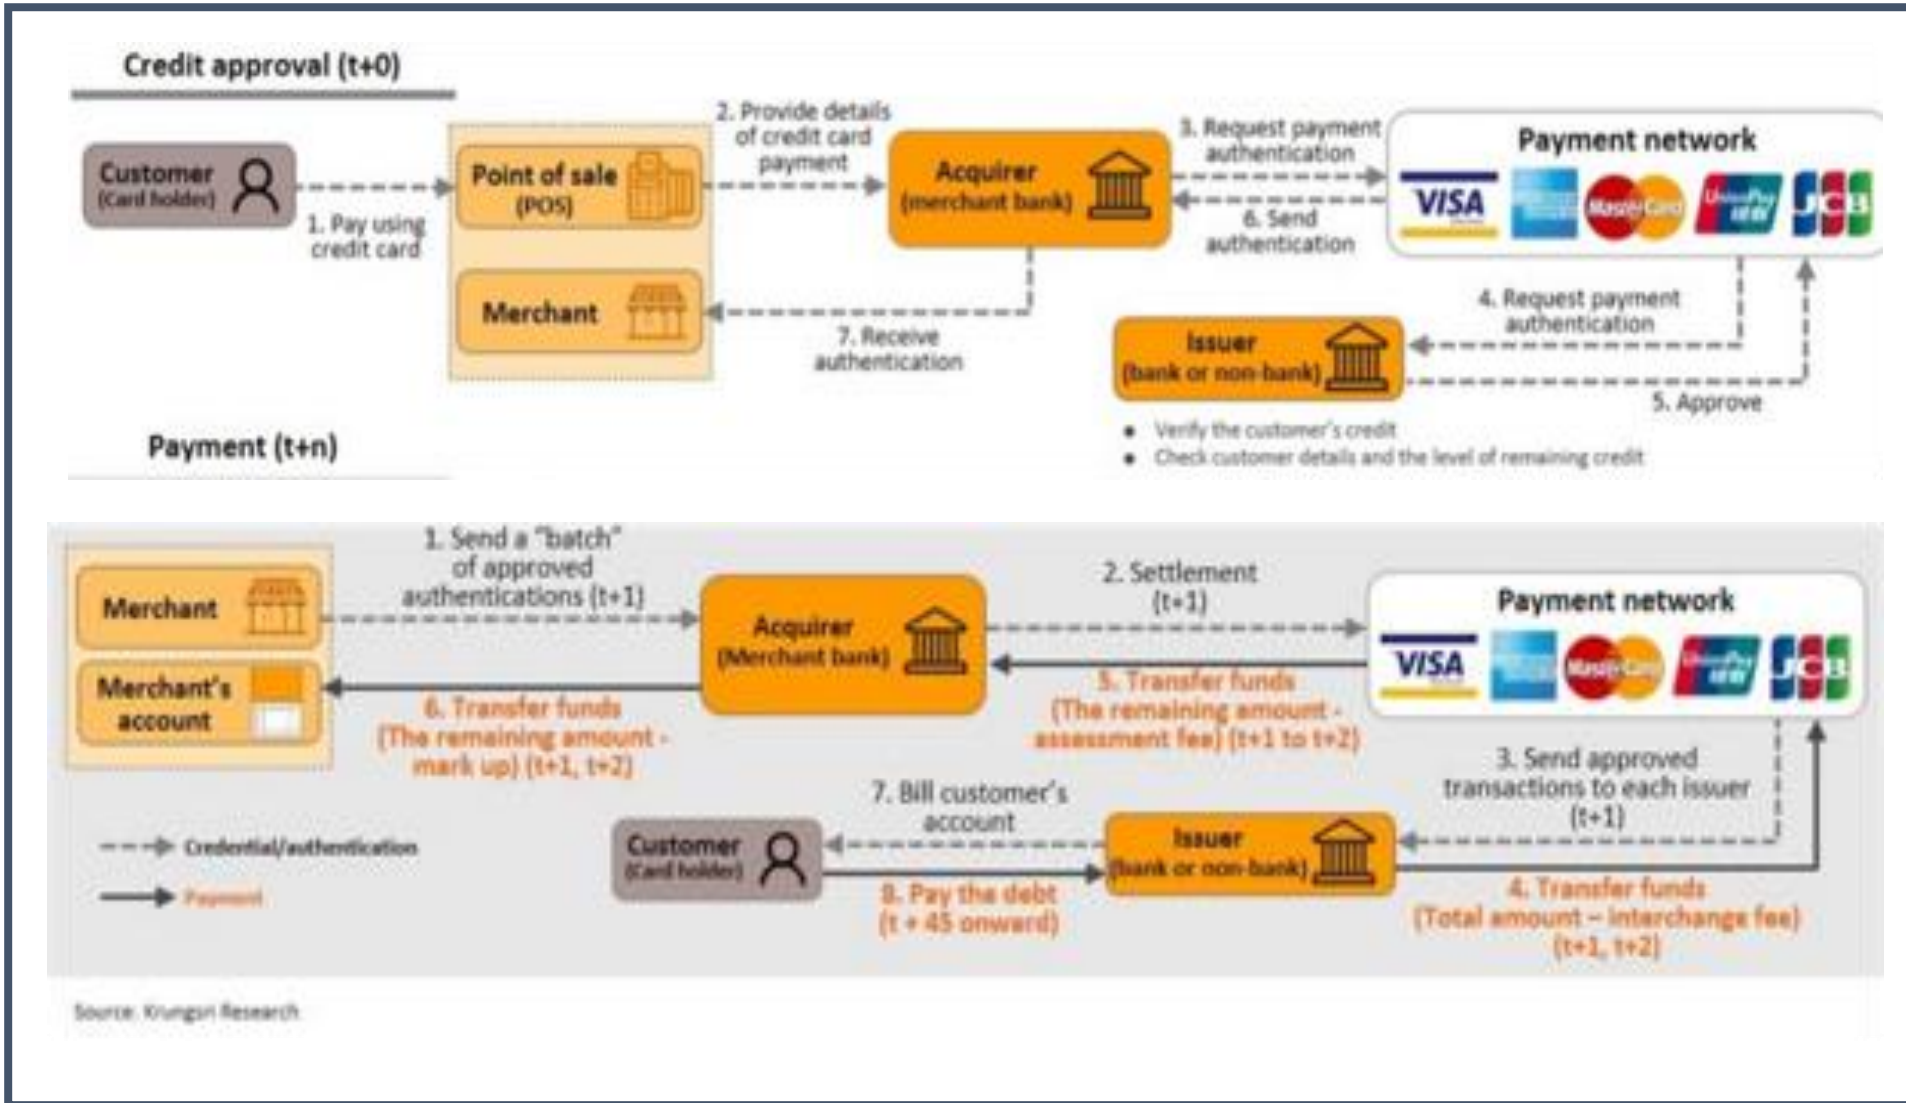 Credit approval (t+0)
Customer
(Card holder)
1. Pay using
credit card
Point of sale
(POS)
Merchant
2. Provide details
of credit card
payment
Acquirer
(merchant bank)
3. Request payment
authentication
6. Send
authentication
7. Receive
authentication
Payment network
VISA
MasterCard
UnionPay
JCB
4. Request payment
authentication
Issuer
(bank or non-bank)
5. Approve
• Verify the customer's credit
• Check customer details and the level of remaining credit
Payment (t+n)
Merchant
Merchant's
account
1. Send a "batch"
of approved
authentications (t+1)
Acquirer
(Merchant bank)
2. Settlement
(t+1)
Payment network
VISA
MasterCard
UnionPay
JCB
5. Transfer funds
(The remaining amount -
assessment fee) (t+1 to t+2)
6. Transfer funds
(The remaining amount -
mark up) (t+1, t+2)
3. Send approved
transactions to each issuer
(t+1)
7. Bill customer's
account
Customer
(Card holder)
Issuer
(bank or non-bank)
8. Pay the debt
(t + 45 onward)
4. Transfer funds
(Total amount – interchange fee)
(t+1, t+2)
Credential/authentication
Payment
Source: Krungsri Research